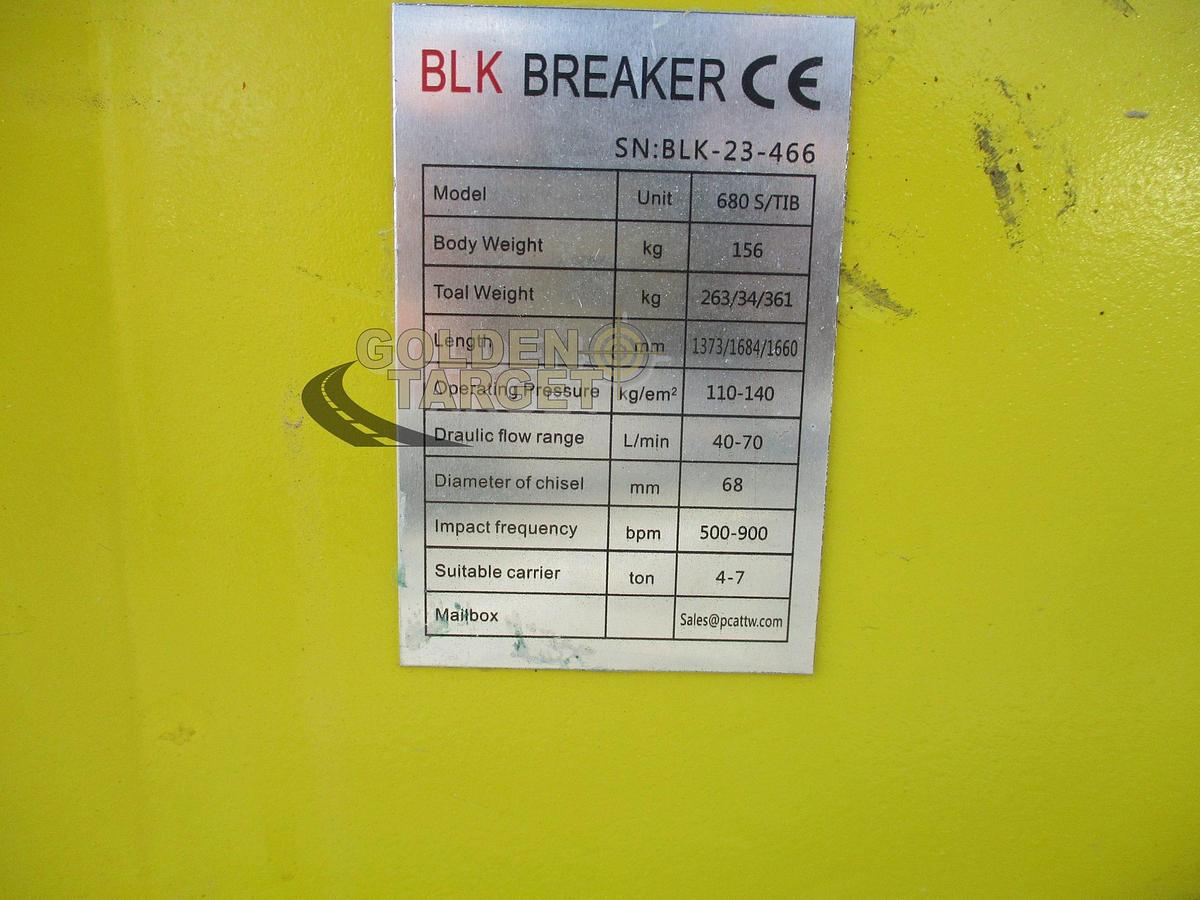 BLK BREAKER CE
SN:BLK-23-466
Model Unit 680 S/TIB
Body Weight kg 156
Toal Weight kg 263/34/361
Length mm 1373/1684/1660
Operating Pressure kg/em² 110-140
Draulic flow range L/min 40-70
Diameter of chisel mm 68
Impact frequency bpm 500-900
Suitable carrier ton 4-7
Mailbox Sales@pcattw.com
GOLDEN
TARGET